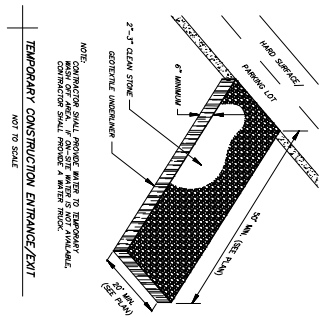 HARD SURFACE/
PARKING LOT
2"-3" CLEAN STONE
GEOTEXTILE UNDERLINER
6" MINIMUM
50' MIN. (SEE PLAN)
20' MIN.
(SEE PLAN)
NOTE:
CONTRACTOR SHALL PROVIDE WATER TO TEMPORARY
WASH OFF AREA. IF ON-SITE WATER IS NOT AVAILABLE,
CONTRACTOR SHALL PROVIDE A WATER TRUCK.
TEMPORARY CONSTRUCTION ENTRANCE/EXIT
NOT TO SCALE